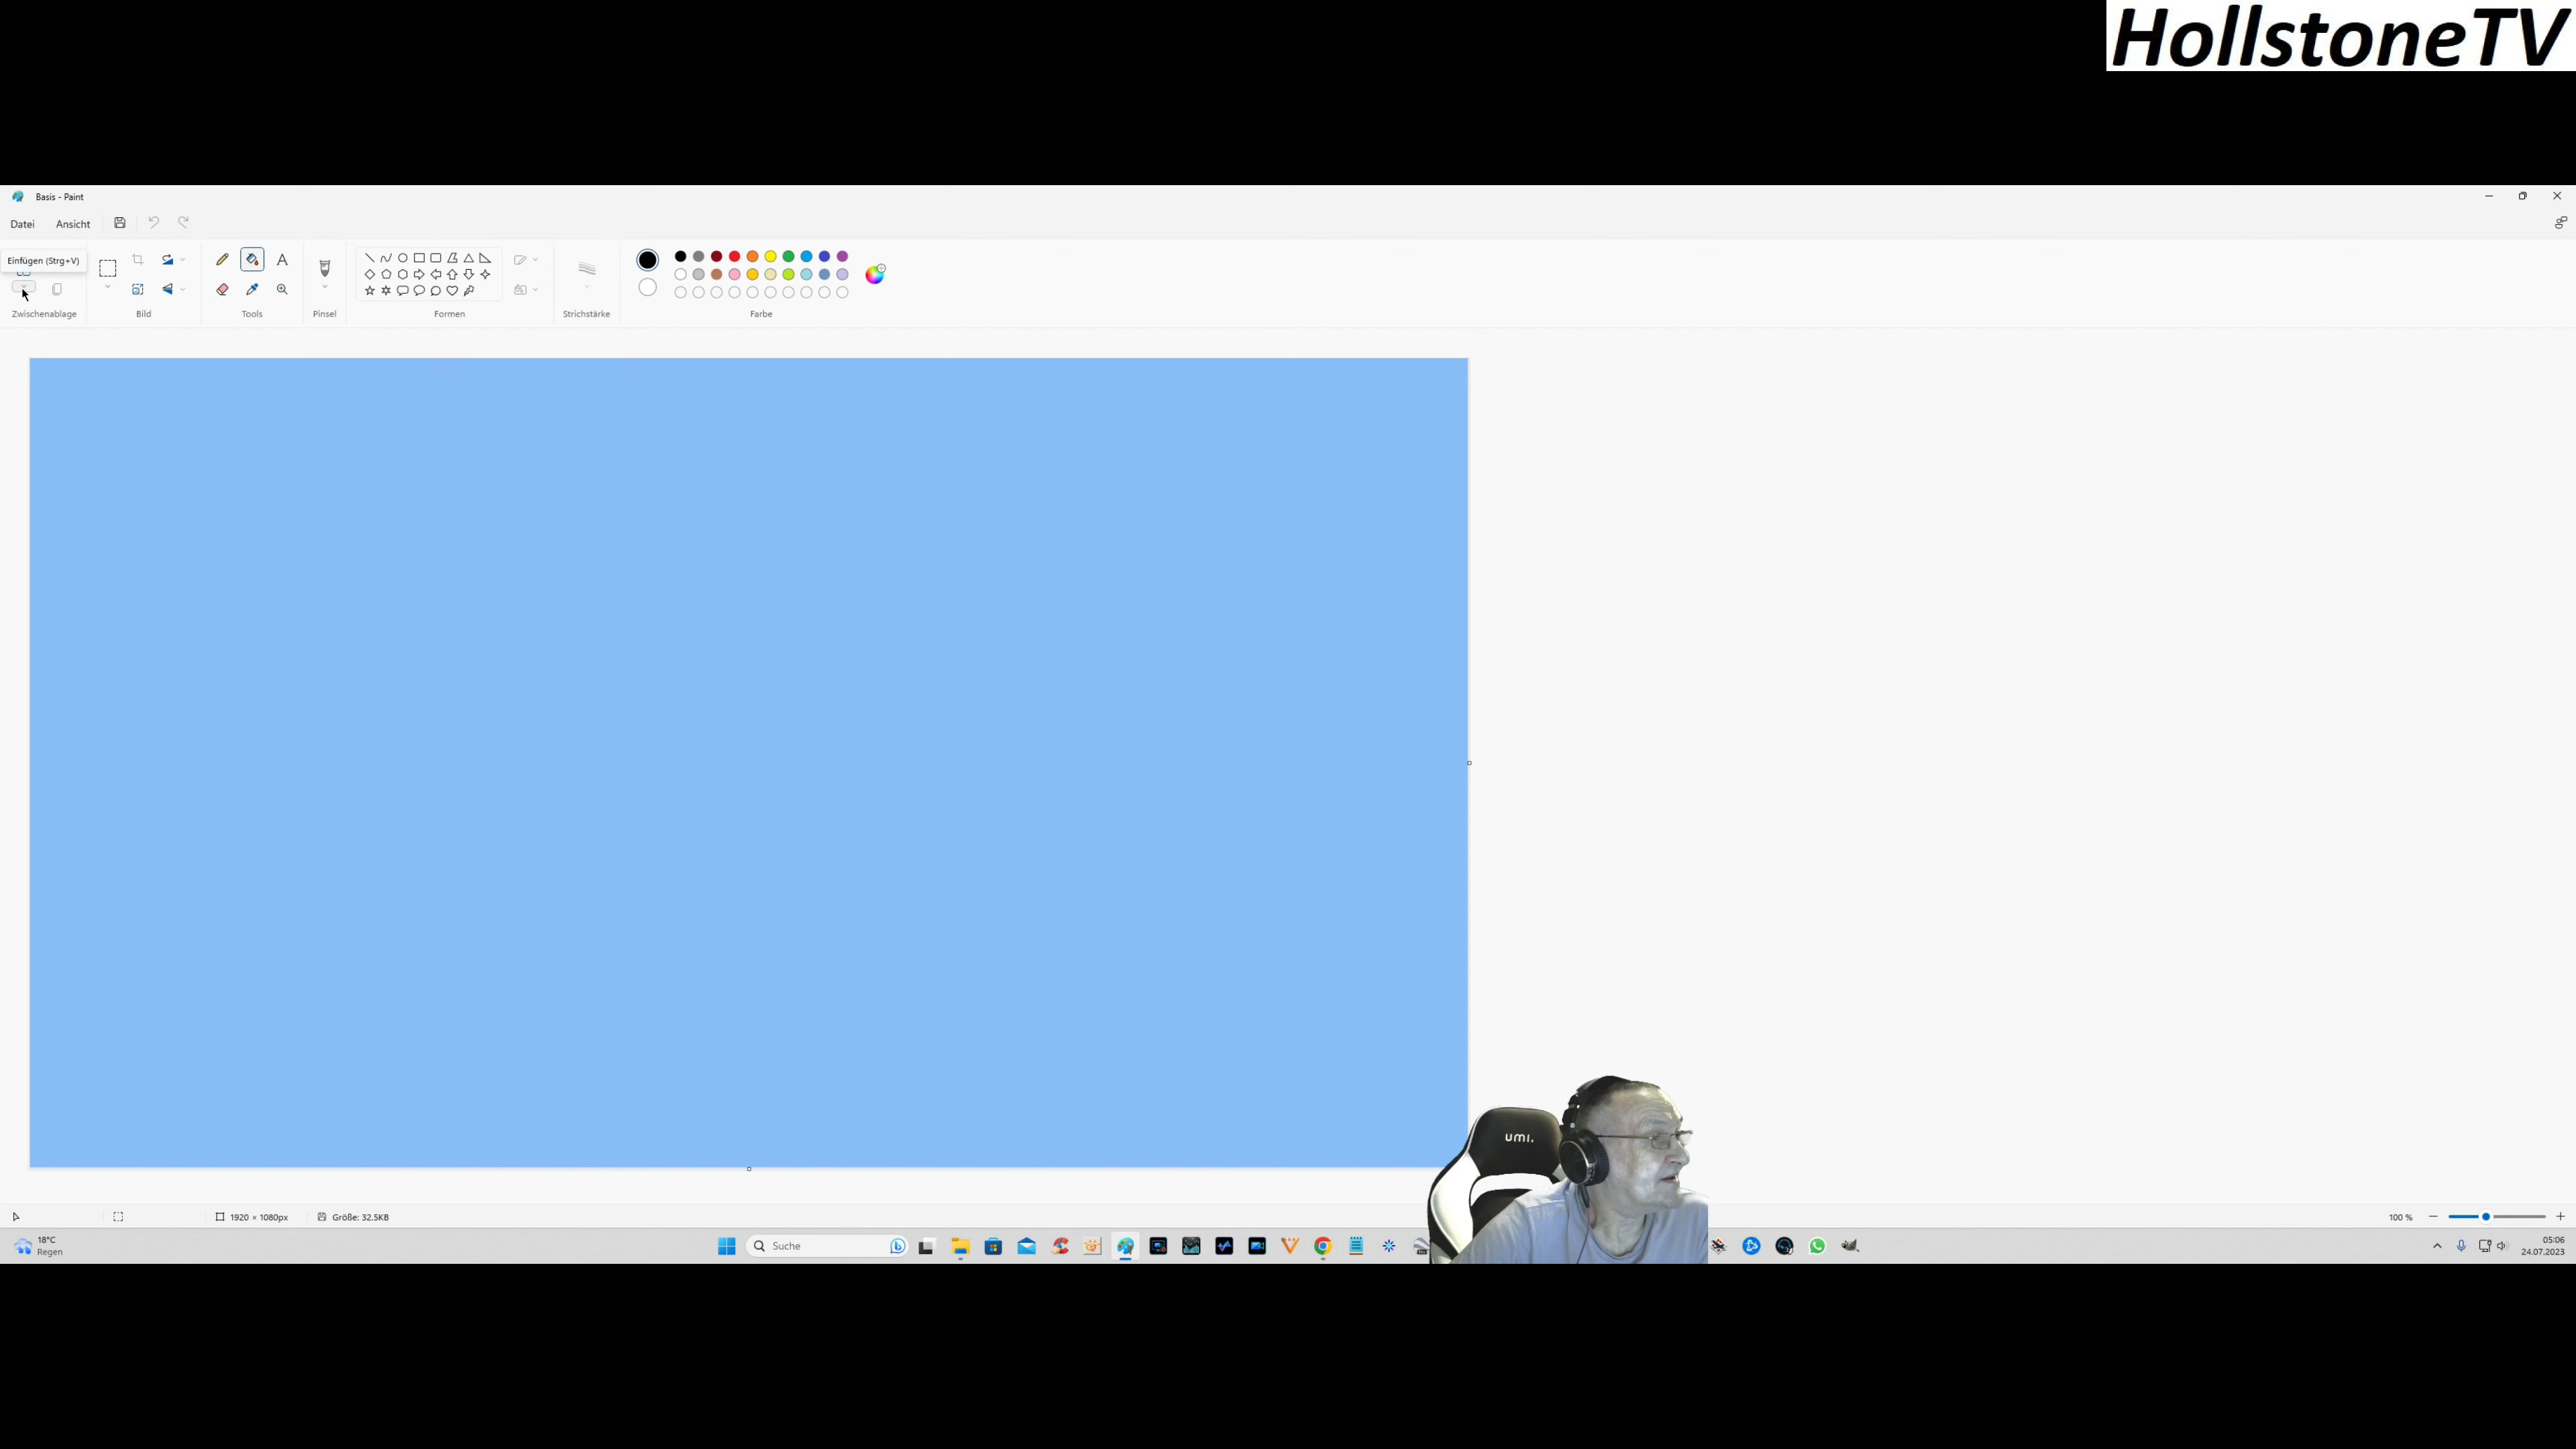 HollstoneTV
Basis - Paint
Datei
Ansicht
Einfügen (Strg+V)
Zwischenablage
Bild
Tools
Pinsel
Formen
Strichstärke
Farbe
umi.
1920 × 1080px
Größe: 32.5KB
100 %
18°C
Regen
Suche
05:06
24.07.2023